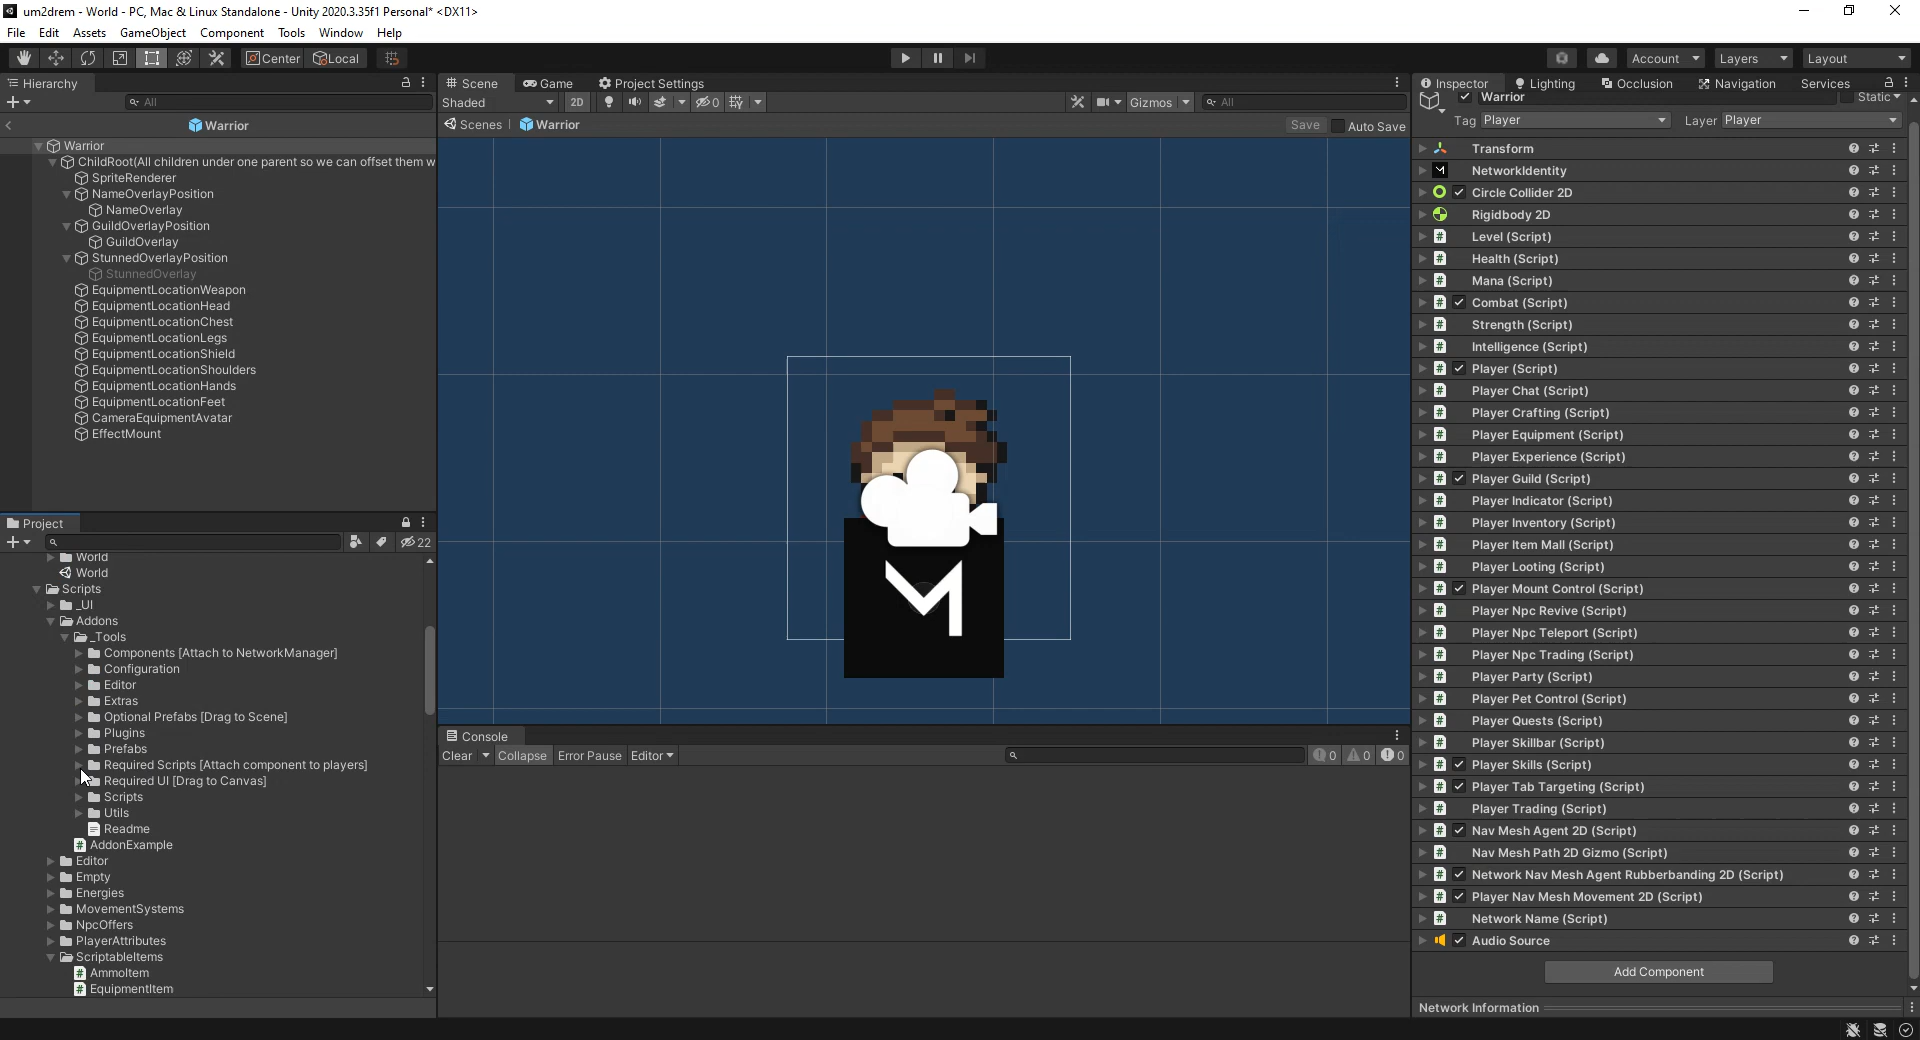 um2drem - World - PC, Mac & Linux Standalone - Unity 2020.3.35f1 Personal* <DX11>
File Edit Assets GameObject Component Tools Window Help
Center Local Account Layers Layout
Hierarchy
All
Warrior
Warrior
ChildRoot(All children under one parent so we can offset them w
SpriteRenderer
NameOverlayPosition
NameOverlay
GuildOverlayPosition
GuildOverlay
StunnedOverlayPosition
StunnedOverlay
EquipmentLocationWeapon
EquipmentLocationHead
EquipmentLocationChest
EquipmentLocationLegs
EquipmentLocationShield
EquipmentLocationShoulders
EquipmentLocationHands
EquipmentLocationFeet
CameraEquipmentAvatar
EffectMount
Project
22
World
World
Scripts
_UI
Addons
_Tools
Components [Attach to NetworkManager]
Configuration
Editor
Extras
Optional Prefabs [Drag to Scene]
Plugins
Prefabs
Required Scripts [Attach component to players]
Required UI [Drag to Canvas]
Scripts
Utils
Readme
AddonExample
Editor
Empty
Energies
MovementSystems
NpcOffers
PlayerAttributes
ScriptableItems
AmmoItem
EquipmentItem
Scene Game Project Settings
Shaded 2D 0 Gizmos All
Scenes Warrior Save Auto Save
Console
Clear Collapse Error Pause Editor 0 0 0
Inspector Lighting Occlusion Navigation Services
Warrior Static
Tag Player Layer Player
Transform
NetworkIdentity
Circle Collider 2D
Rigidbody 2D
Level (Script)
Health (Script)
Mana (Script)
Combat (Script)
Strength (Script)
Intelligence (Script)
Player (Script)
Player Chat (Script)
Player Crafting (Script)
Player Equipment (Script)
Player Experience (Script)
Player Guild (Script)
Player Indicator (Script)
Player Inventory (Script)
Player Item Mall (Script)
Player Looting (Script)
Player Mount Control (Script)
Player Npc Revive (Script)
Player Npc Teleport (Script)
Player Npc Trading (Script)
Player Party (Script)
Player Pet Control (Script)
Player Quests (Script)
Player Skillbar (Script)
Player Skills (Script)
Player Tab Targeting (Script)
Player Trading (Script)
Nav Mesh Agent 2D (Script)
Nav Mesh Path 2D Gizmo (Script)
Network Nav Mesh Agent Rubberbanding 2D (Script)
Player Nav Mesh Movement 2D (Script)
Network Name (Script)
Audio Source
Add Component
Network Information